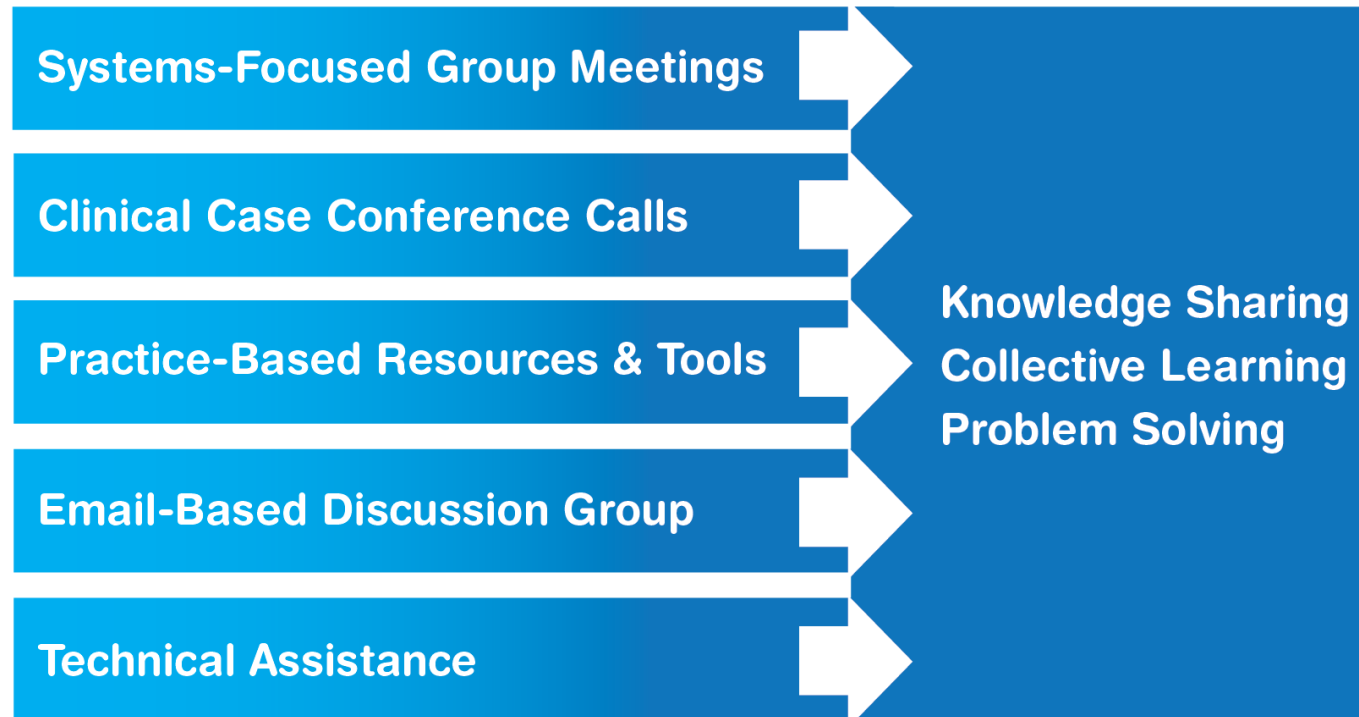 Systems-Focused Group Meetings
Clinical Case Conference Calls
Practice-Based Resources & Tools
Email-Based Discussion Group
Technical Assistance
Knowledge Sharing
Collective Learning
Problem Solving